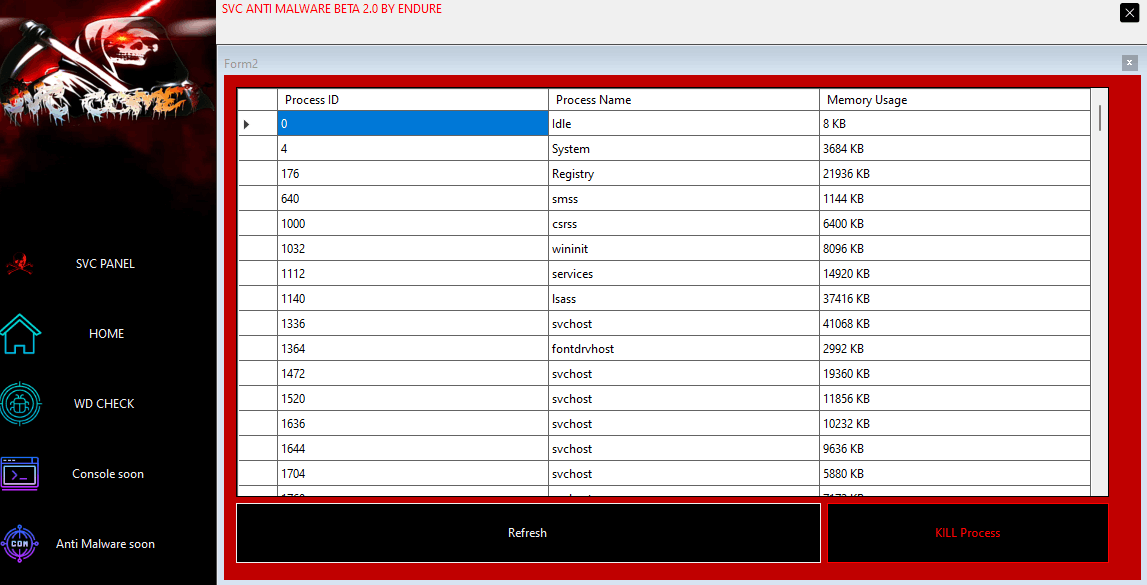 SVC ANTI MALWARE BETA 2.0 BY ENDURE
Form2
Process ID Process Name Memory Usage
0 Idle 8 KB
4 System 3684 KB
176 Registry 21936 KB
640 smss 1144 KB
1000 csrss 6400 KB
1032 wininit 8096 KB
1112 services 14920 KB
1140 lsass 37416 KB
1336 svchost 41068 KB
1364 fontdrvhost 2992 KB
1472 svchost 19360 KB
1520 svchost 11856 KB
1636 svchost 10232 KB
1644 svchost 9636 KB
1704 svchost 5880 KB
Refresh
KILL Process
SVC PANEL
HOME
WD CHECK
Console soon
Anti Malware soon